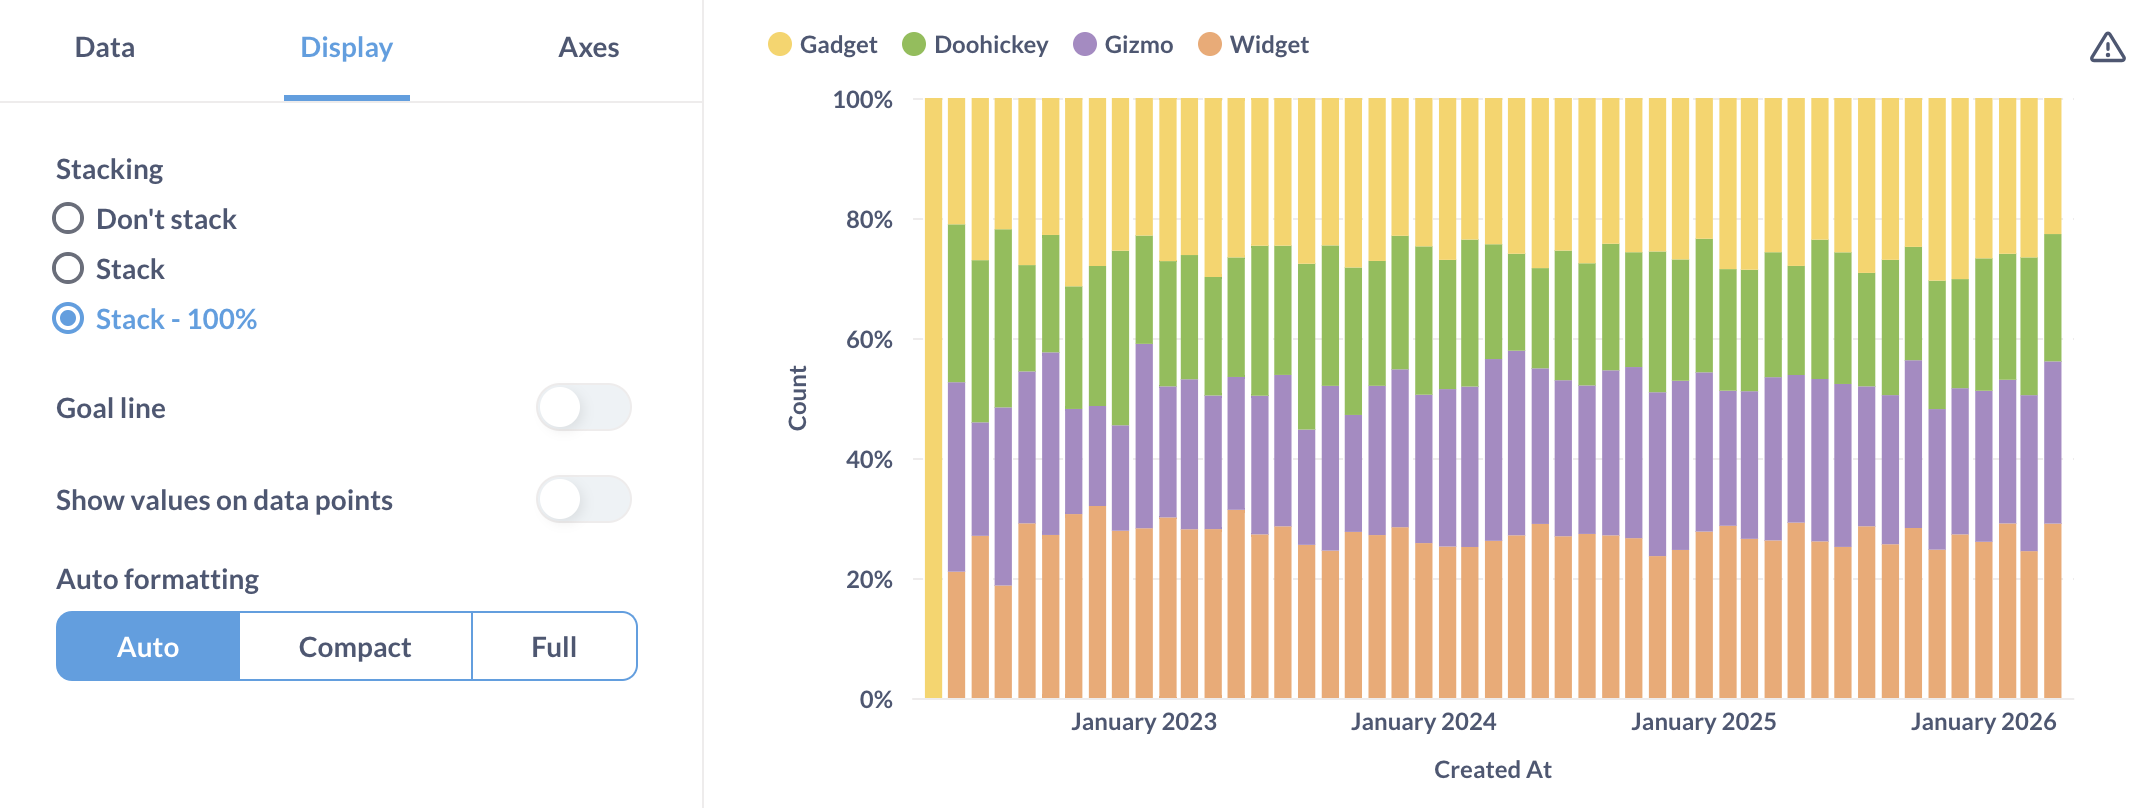 Data
Display
Axes
Stacking
Don't stack
Stack
Stack - 100%
Goal line
Show values on data points
Auto formatting
Auto
Compact
Full
Gadget
Doohickey
Gizmo
Widget
100%
80%
60%
40%
20%
0%
Count
January 2023
January 2024
January 2025
January 2026
Created At